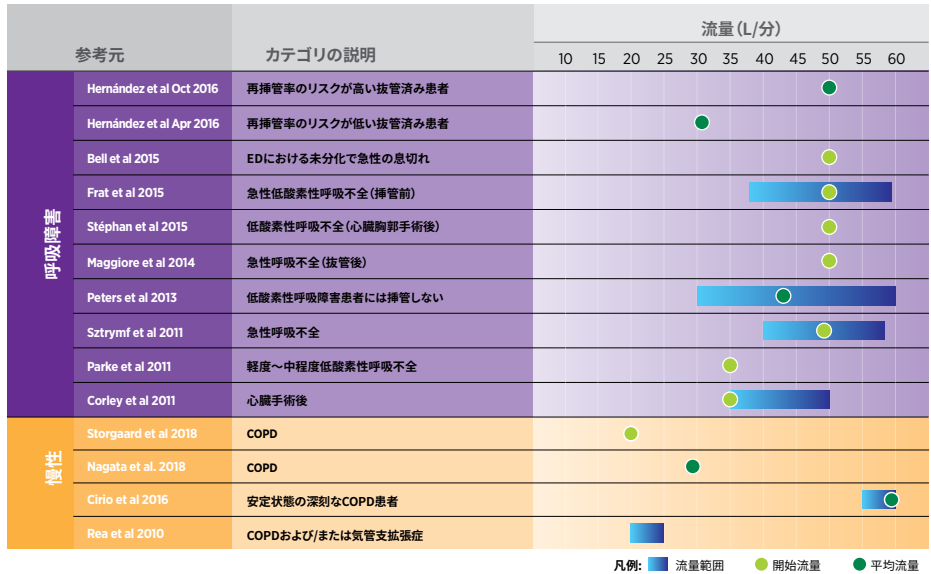 流量（L/分）
参考元 カテゴリの説明
10 15 20 25 30 35 40 45 50 55 60
呼吸障害
Hernández et al Oct 2016 再挿管率のリスクが高い抜管済み患者
Hernández et al Apr 2016 再挿管率のリスクが低い抜管済み患者
Bell et al 2015 EDにおける未分化で急性の息切れ
Frat et al 2015 急性低酸素性呼吸不全（挿管前）
Stéphan et al 2015 低酸素性呼吸不全（心臓胸郭手術後）
Maggiore et al 2014 急性呼吸不全（抜管後）
Peters et al 2013 低酸素性呼吸障害患者には挿管しない
Sztrymf et al 2011 急性呼吸不全
Parke et al 2011 軽度～中程度低酸素性呼吸不全
Corley et al 2011 心臓手術後
慢性
Storgaard et al 2018 COPD
Nagata et al. 2018 COPD
Cirio et al 2016 安定状態の深刻なCOPD患者
Rea et al 2010 COPDおよび/または気管支拡張症
凡例: 流量範囲 開始流量 平均流量